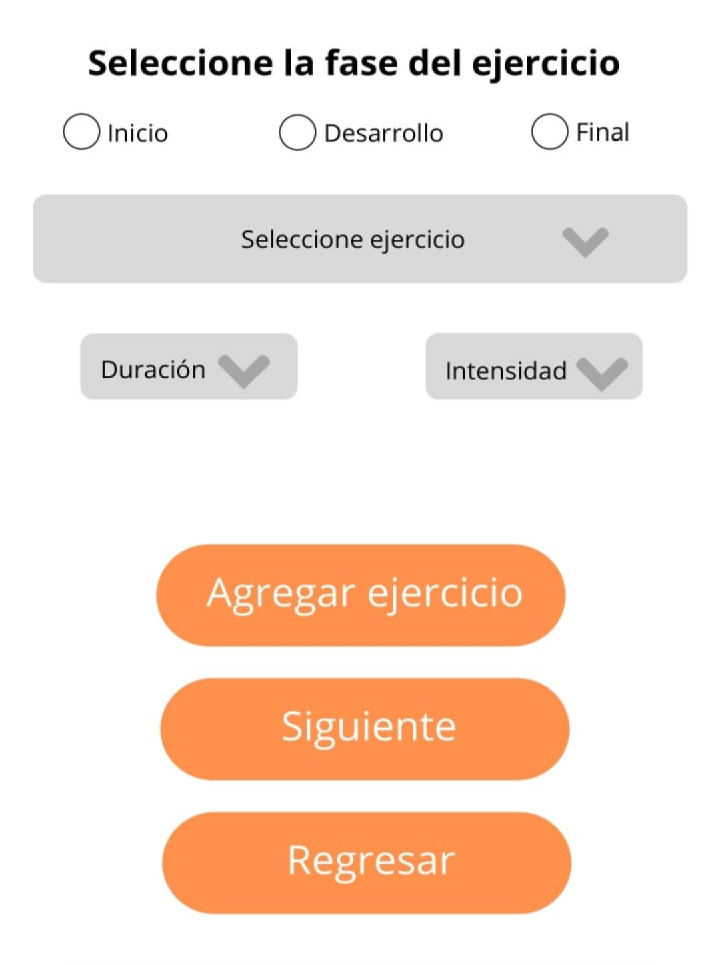 Seleccione la fase del ejercicio
Inicio Desarrollo Final
Seleccione ejercicio
Duración Intensidad
Agregar ejercicio
Siguiente
Regresar